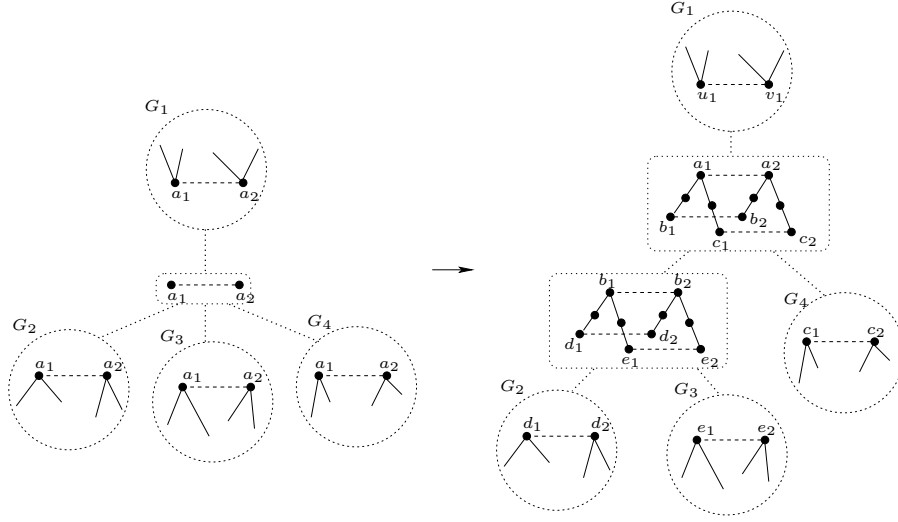 G₁
a₁ a₂
a₁ a₂
G₂ G₃ G₄
a₁ a₂
a₁ a₂
a₁ a₂
G₁
u₁ v₁
a₁ a₂
b₁ b₂
c₁ c₂
b₁ b₂
d₁ d₂
e₁ e₂
G₄
c₁ c₂
G₂
d₁ d₂
G₃
e₁ e₂